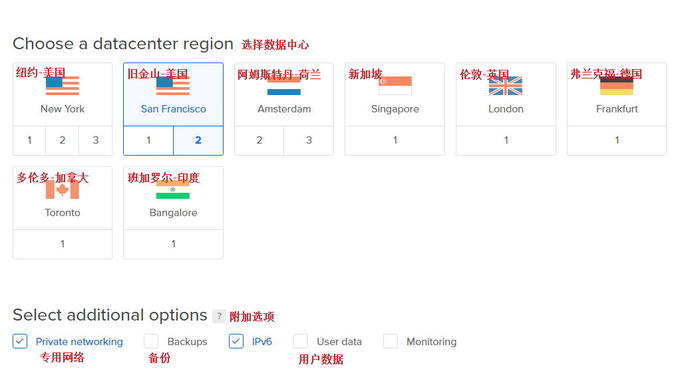 Choose a datacenter region 选择数据中心
纽约-美国 旧金山-美国 阿姆斯特丹-荷兰 新加坡 伦敦-英国 弗兰克福-德国
New York San Francisco Amsterdam Singapore London Frankfurt
1 2 3 1 2 2 3 1 1 1
多伦多-加拿大 班加罗尔-印度
Toronto Bangalore
1 1
Select additional options ? 附加选项
Private networking Backups IPv6 User data Monitoring
专用网络 备份 用户数据